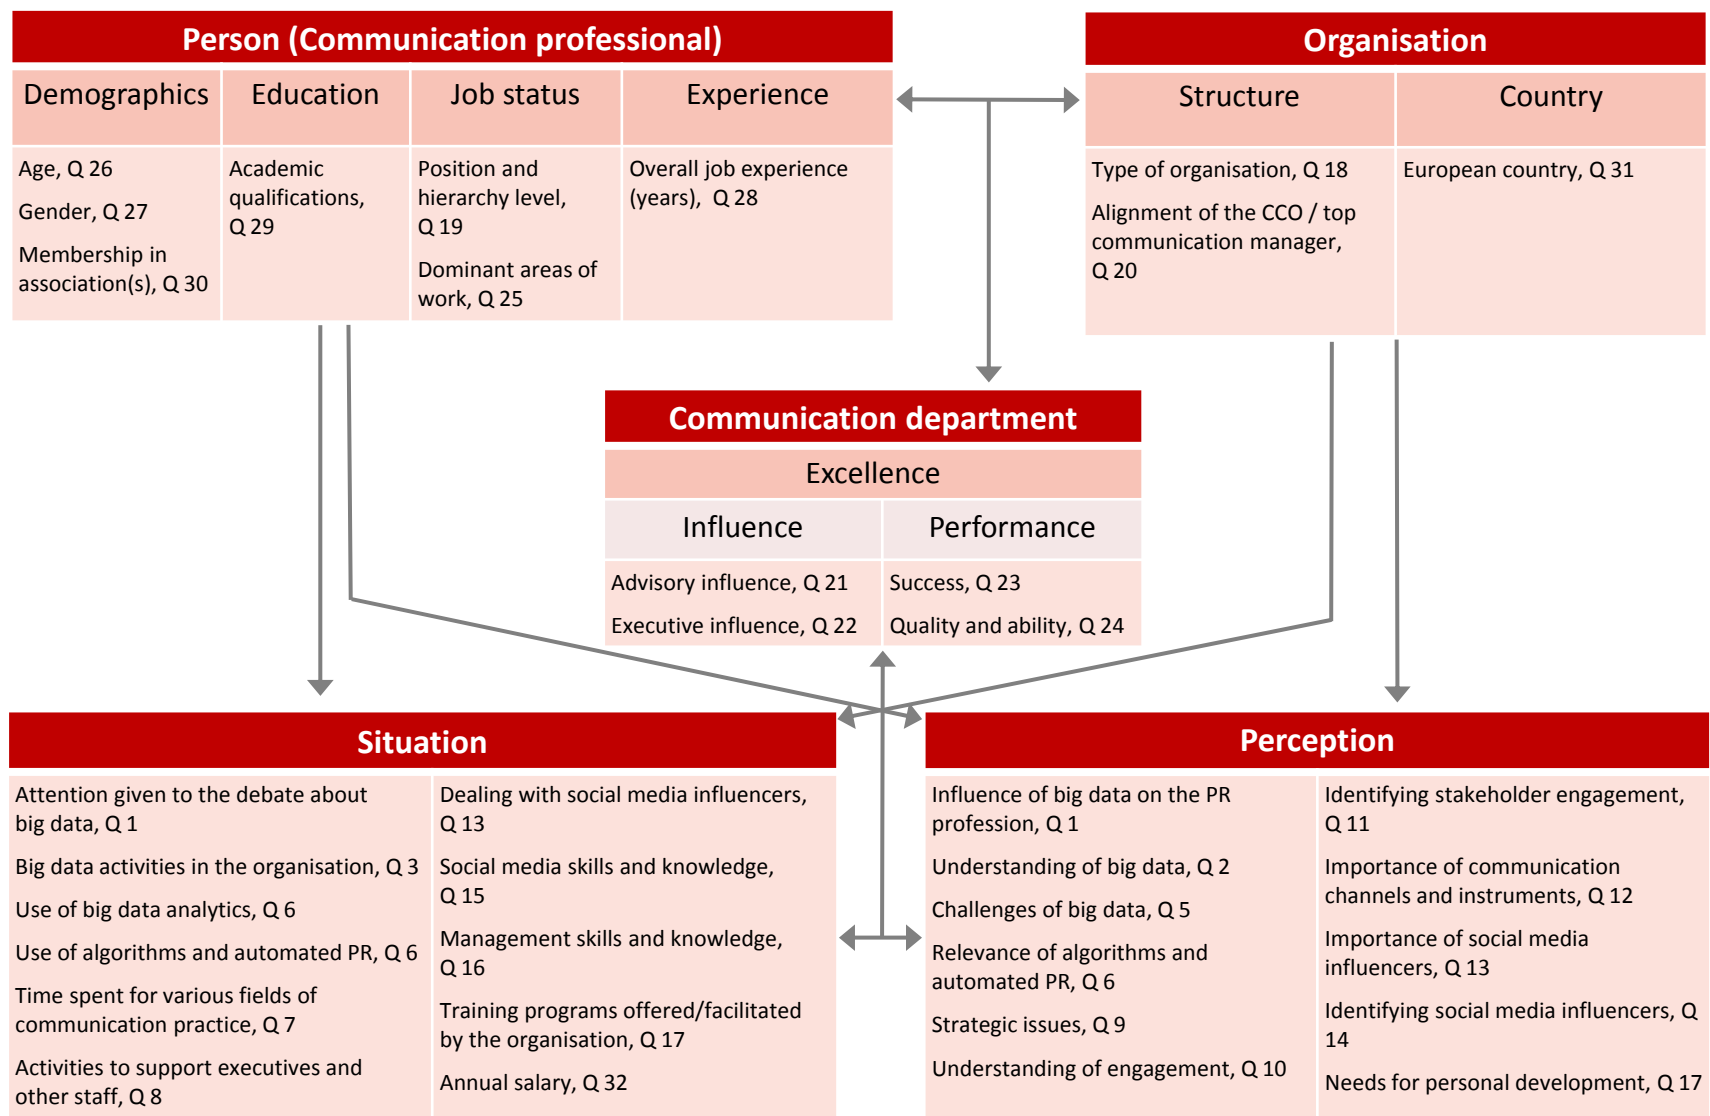 Person (Communication professional)
Demographics
Education
Job status
Experience
Age, Q 26
Gender, Q 27
Membership in
association(s), Q 30
Academic
qualifications,
Q 29
Position and
hierarchy level,
Q 19
Dominant areas of
work, Q 25
Overall job experience
(years), Q 28
Organisation
Structure
Country
Type of organisation, Q 18
Alignment of the CCO / top
communication manager,
Q 20
European country, Q 31
Communication department
Excellence
Influence
Performance
Advisory influence, Q 21
Executive influence, Q 22
Success, Q 23
Quality and ability, Q 24
Situation
Attention given to the debate about
big data, Q 1
Big data activities in the organisation, Q 3
Use of big data analytics, Q 6
Use of algorithms and automated PR, Q 6
Time spent for various fields of
communication practice, Q 7
Activities to support executives and
other staff, Q 8
Dealing with social media influencers,
Q 13
Social media skills and knowledge,
Q 15
Management skills and knowledge,
Q 16
Training programs offered/facilitated
by the organisation, Q 17
Annual salary, Q 32
Perception
Influence of big data on the PR
profession, Q 1
Understanding of big data, Q 2
Challenges of big data, Q 5
Relevance of algorithms and
automated PR, Q 6
Strategic issues, Q 9
Understanding of engagement, Q 10
Identifying stakeholder engagement,
Q 11
Importance of communication
channels and instruments, Q 12
Importance of social media
influencers, Q 13
Identifying social media influencers, Q
14
Needs for personal development, Q 17